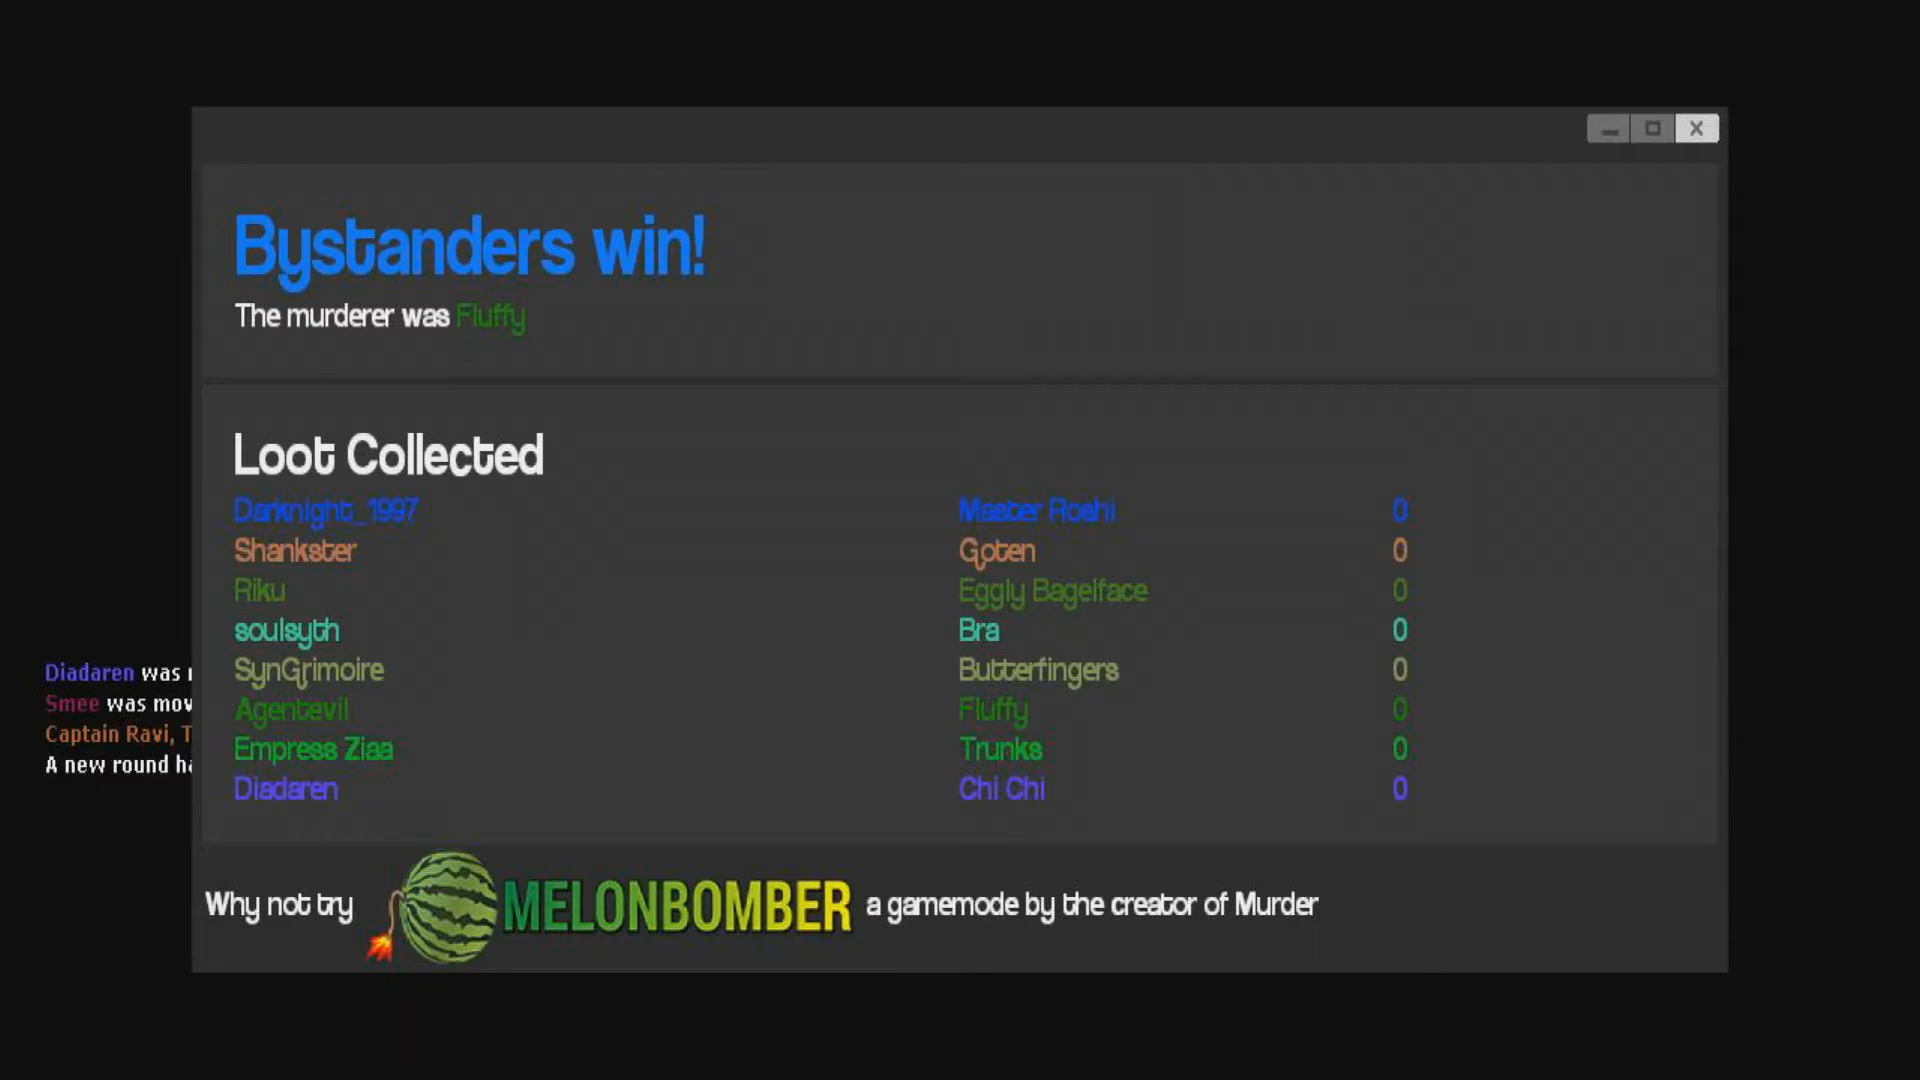 Bystanders win!
The murderer was Fluffy
Loot Collected
Darknight_1997 Master Roshi 0
Shankster Goten 0
Riku Eggly Bagelface 0
soulsyth Bra 0
SynGrimoire Butterfingers 0
Agentevil Fluffy 0
Empress Ziaa Trunks 0
Diadaren Chi Chi 0
Diadaren was
Smee was mov
Captain Ravi, T
A new round ha
Why not try MELONBOMBER a gamemode by the creator of Murder